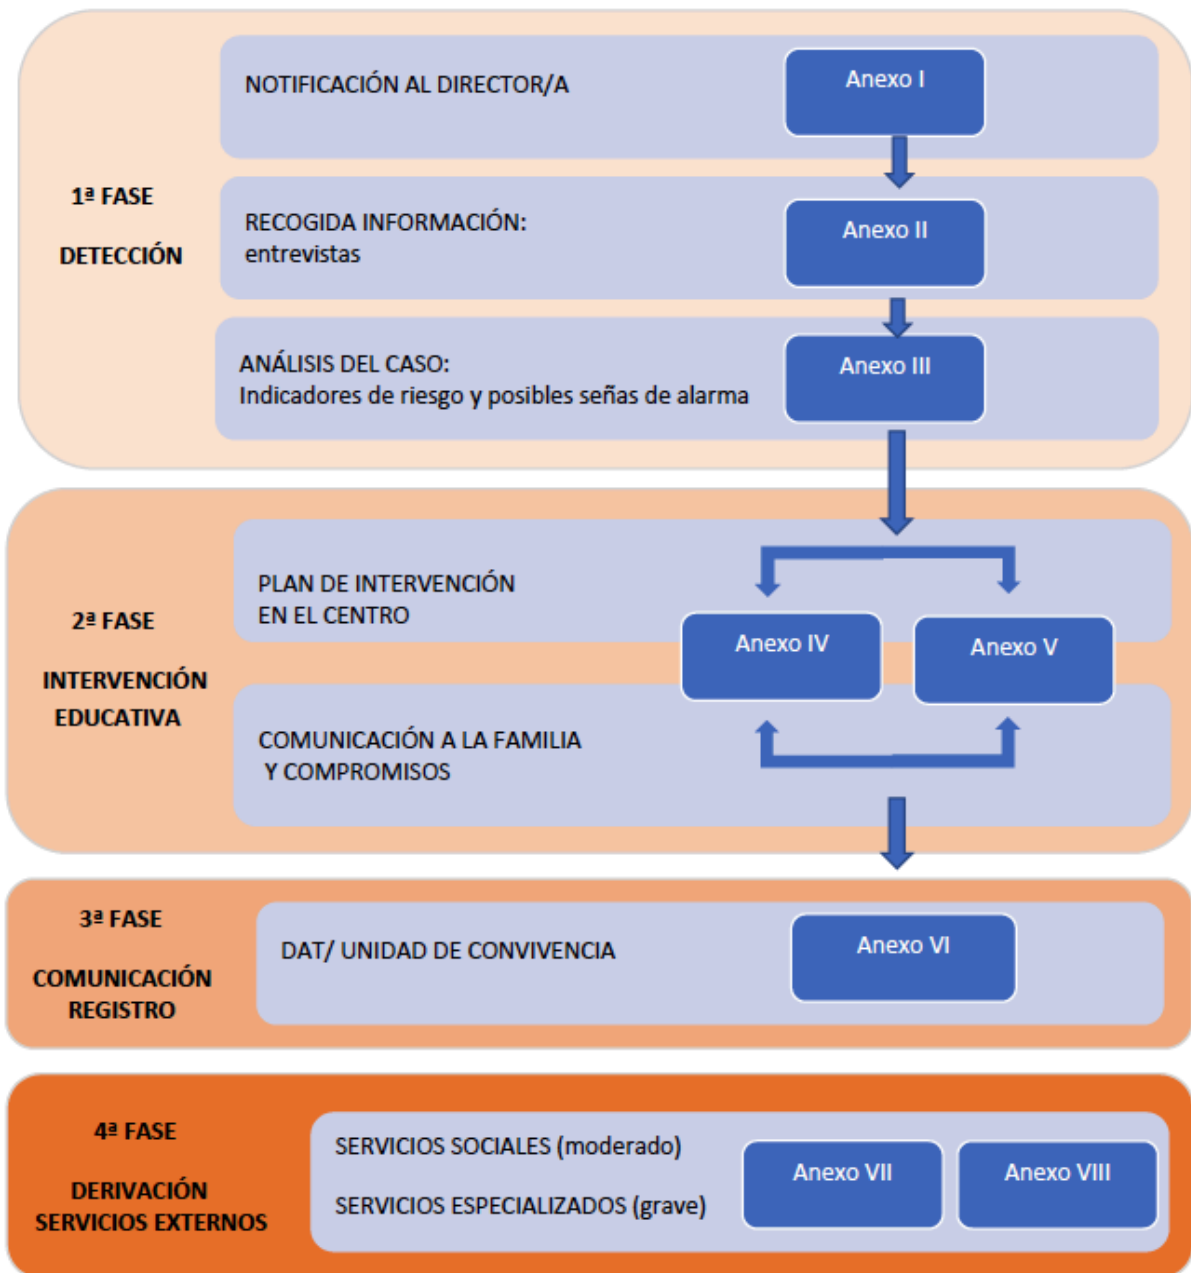 1ª FASE
DETECCIÓN
NOTIFICACIÓN AL DIRECTOR/A
Anexo I
RECOGIDA INFORMACIÓN:
entrevistas
Anexo II
ANÁLISIS DEL CASO:
Indicadores de riesgo y posibles señas de alarma
Anexo III
2ª FASE
INTERVENCIÓN
EDUCATIVA
PLAN DE INTERVENCIÓN
EN EL CENTRO
Anexo IV
Anexo V
COMUNICACIÓN A LA FAMILIA
Y COMPROMISOS
3ª FASE
COMUNICACIÓN
REGISTRO
DAT/ UNIDAD DE CONVIVENCIA
Anexo VI
4ª FASE
DERIVACIÓN
SERVICIOS EXTERNOS
SERVICIOS SOCIALES (moderado)
SERVICIOS ESPECIALIZADOS (grave)
Anexo VII
Anexo VIII